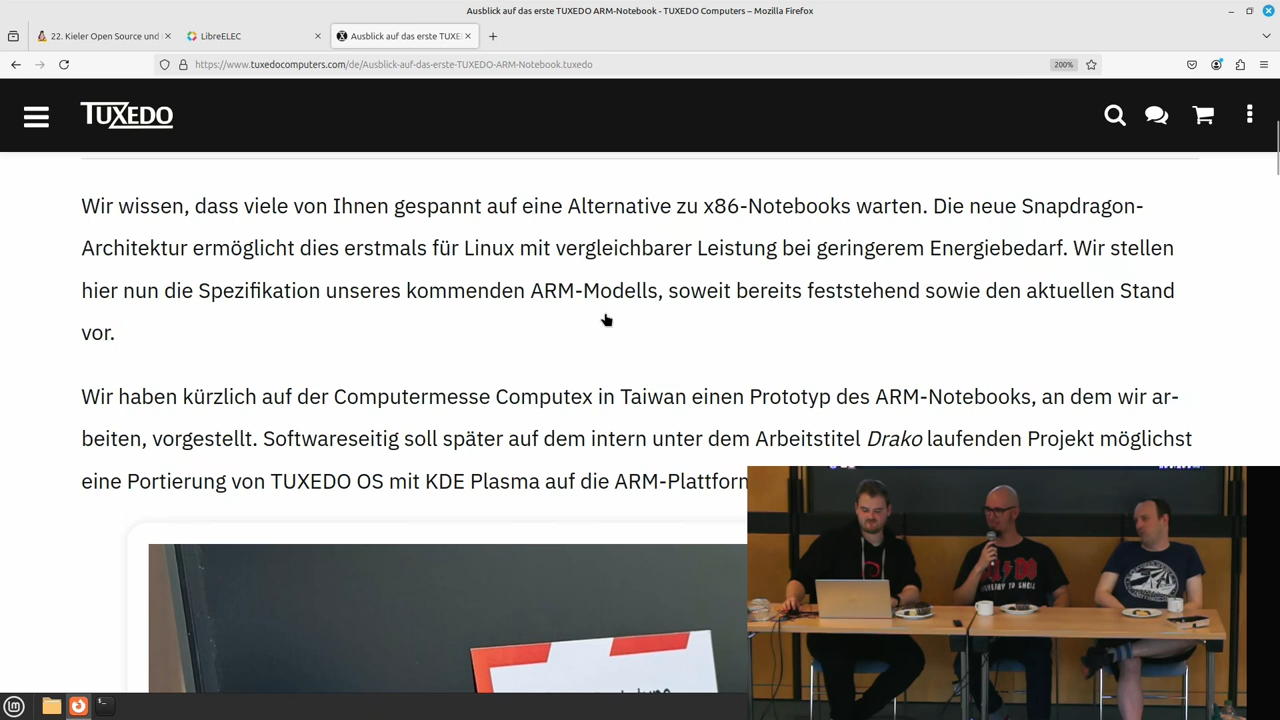 Ausblick auf das erste TUXEDO ARM-Notebook - TUXEDO Computers – Mozilla Firefox
22. Kieler Open Source und
LibreELEC
Ausblick auf das erste TUXE
https://www.tuxedocomputers.com/de/Ausblick-auf-das-erste-TUXEDO-ARM-Notebook.tuxedo
200%
TUXEDO
Wir wissen, dass viele von Ihnen gespannt auf eine Alternative zu x86-Notebooks warten. Die neue Snapdragon-
Architektur ermöglicht dies erstmals für Linux mit vergleichbarer Leistung bei geringerem Energiebedarf. Wir stellen
hier nun die Spezifikation unseres kommenden ARM-Modells, soweit bereits feststehend sowie den aktuellen Stand
vor.
Wir haben kürzlich auf der Computermesse Computex in Taiwan einen Prototyp des ARM-Notebooks, an dem wir ar-
beiten, vorgestellt. Softwareseitig soll später auf dem intern unter dem Arbeitstitel Drako laufenden Projekt möglichst
eine Portierung von TUXEDO OS mit KDE Plasma auf die ARM-Plattform